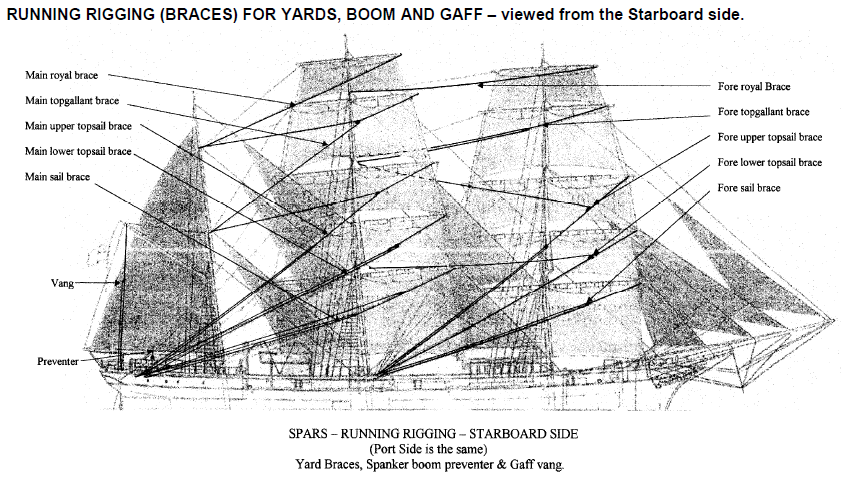 RUNNING RIGGING (BRACES) FOR YARDS, BOOM AND GAFF – viewed from the Starboard side.
Main royal brace
Main topgallant brace
Main upper topsail brace
Main lower topsail brace
Main sail brace
Vang
Preventer
Fore royal Brace
Fore topgallant brace
Fore upper topsail brace
Fore lower topsail brace
Fore sail brace
SPARS – RUNNING RIGGING – STARBOARD SIDE
(Port Side is the same)
Yard Braces, Spanker boom preventer & Gaff vang.